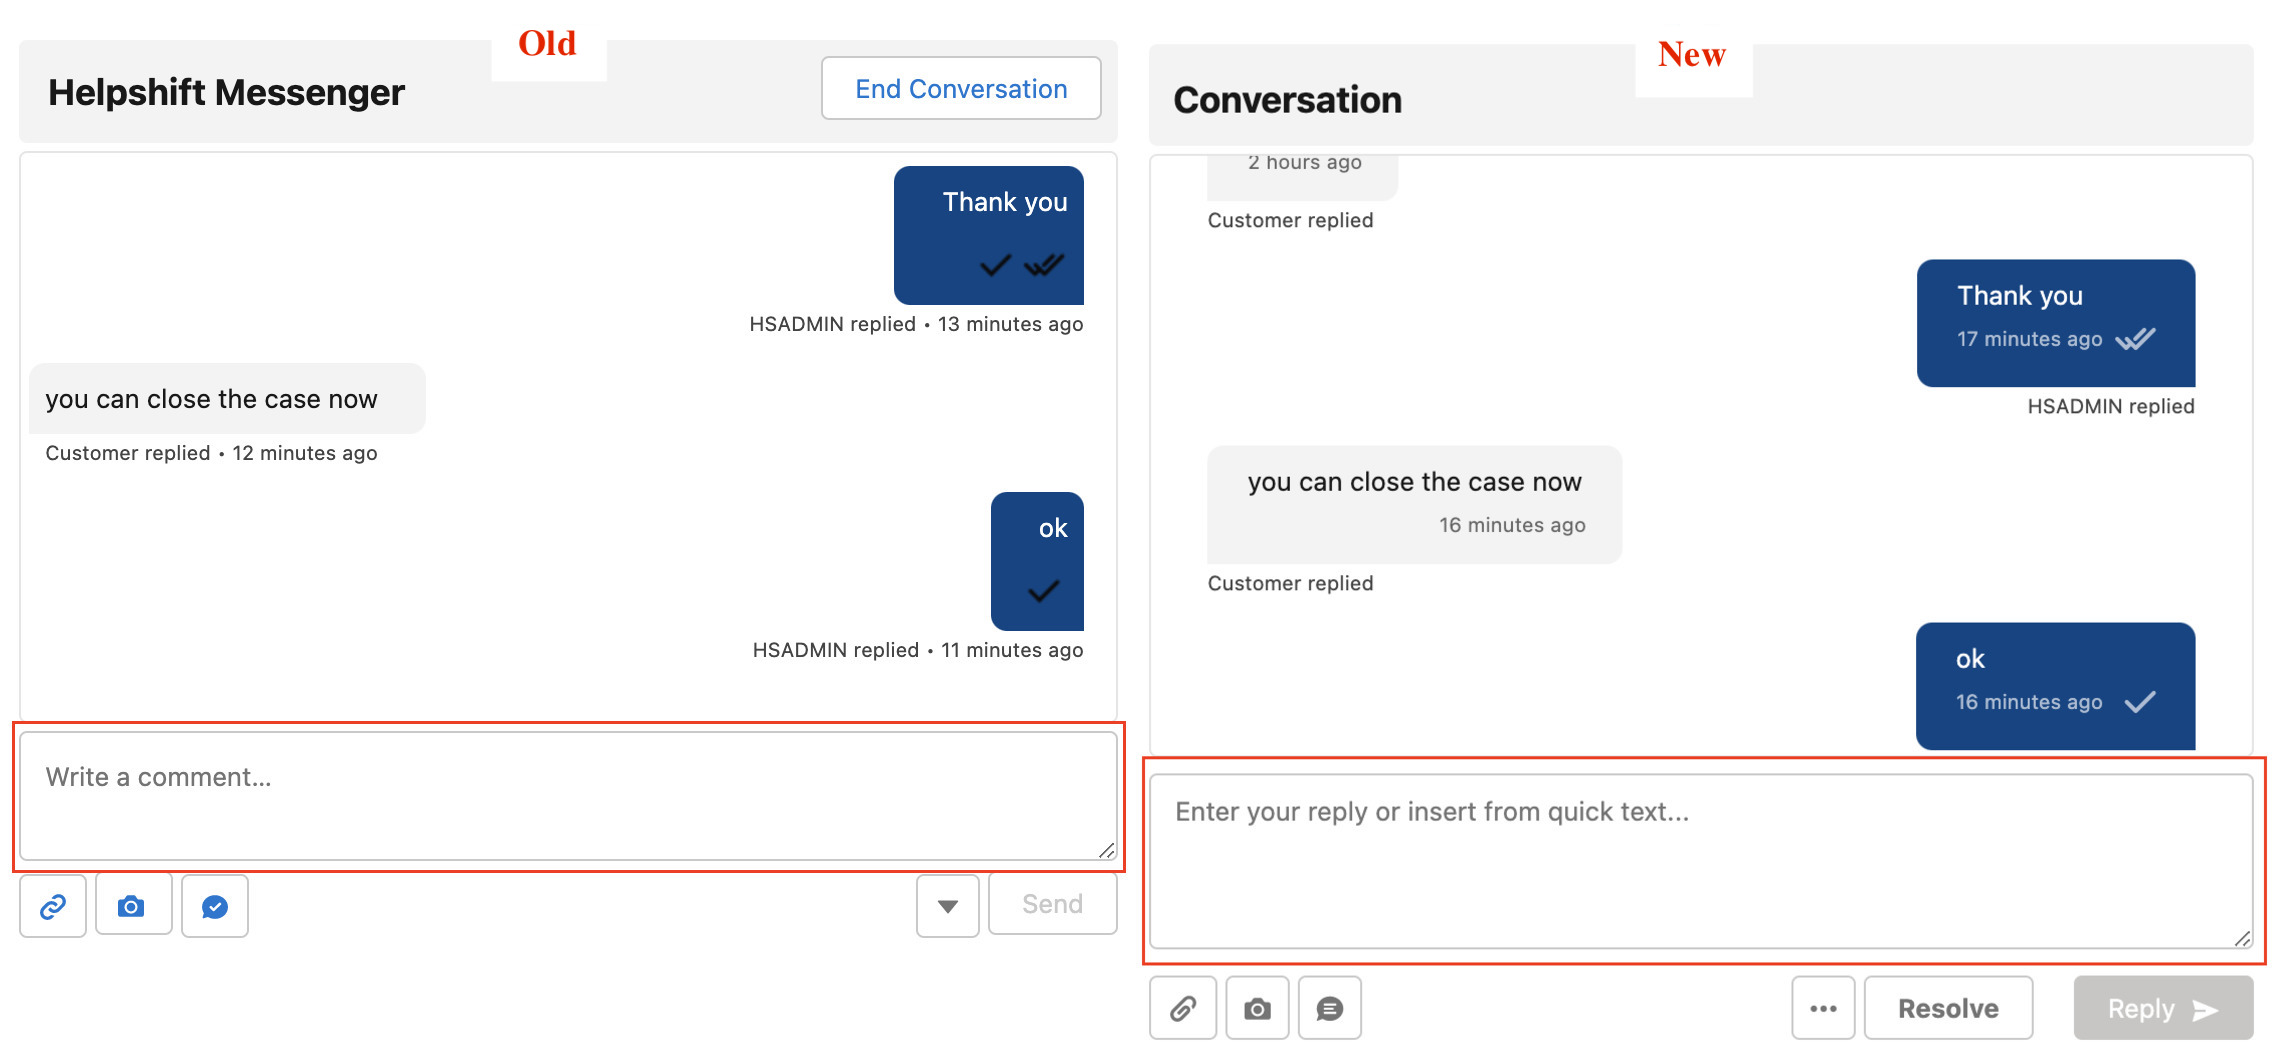 Old
Helpshift Messenger
End Conversation
Thank you
HSADMIN replied • 13 minutes ago
you can close the case now
Customer replied • 12 minutes ago
ok
HSADMIN replied • 11 minutes ago
Write a comment...
Send
New
Conversation
2 hours ago
Customer replied
Thank you
17 minutes ago
HSADMIN replied
you can close the case now
16 minutes ago
Customer replied
ok
16 minutes ago
Enter your reply or insert from quick text...
Resolve
Reply